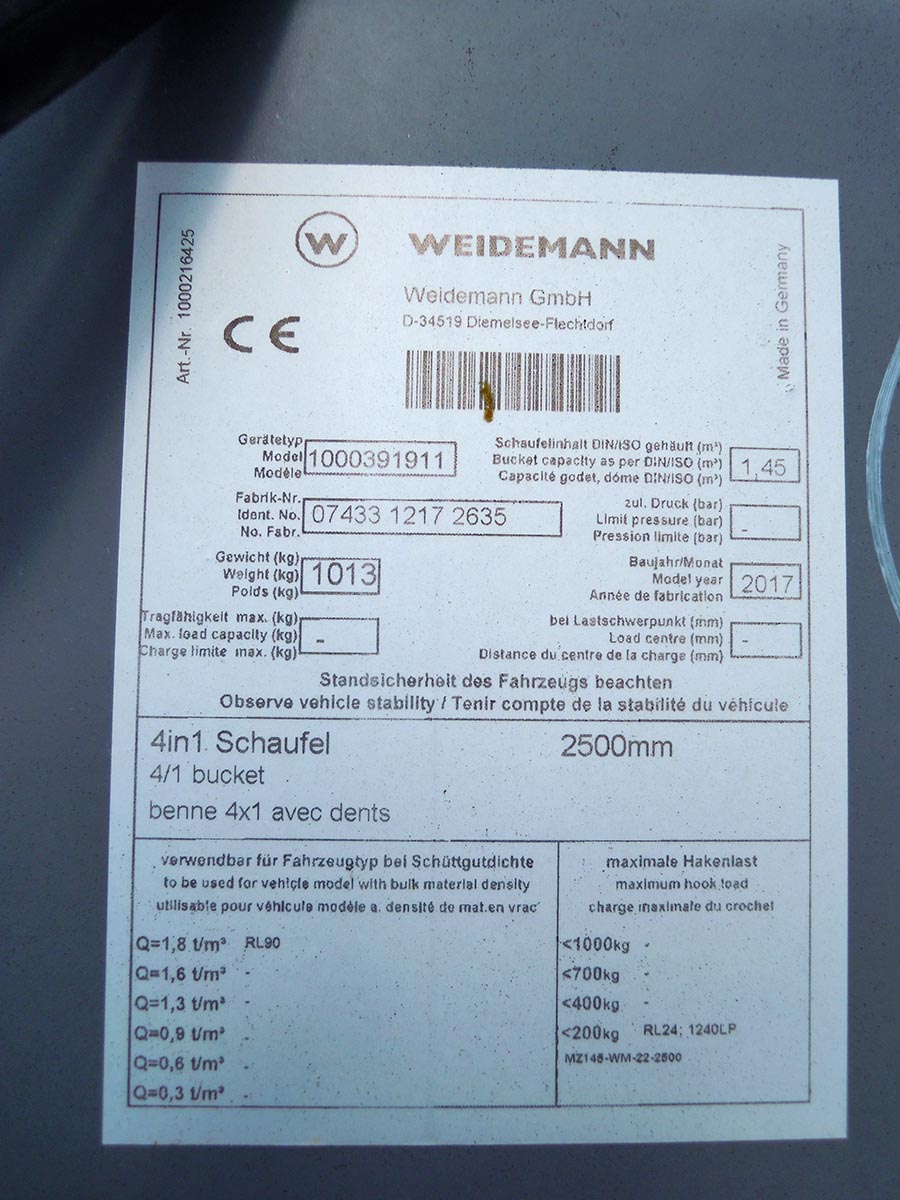 W WEIDEMANN
Weidemann GmbH
D-34519 Diemelsee-Flechtdorf
Art.-Nr. 1000216425
Made in Germany
CE
Gerätetyp
Model
Modèle
1000391911
Schaufelinhalt DIN/ISO gehäuft (m³)
Bucket capacity as per DIN/ISO (m³)
Capacité godet, dôme DIN/ISO (m³)
1,45
Fabrik-Nr.
Ident. No.
No. Fabr.
07433 1217 2635
zul. Druck (bar)
Limit pressure (bar)
Pression limite (bar)
-
Gewicht (kg)
Weight (kg)
Poids (kg)
1013
Baujahr/Monat
Model year
Année de fabrication
2017
Tragfähigkeit max. (kg)
Max. load capacity (kg)
Charge limite max. (kg)
-
bei Lastschwerpunkt (mm)
Load centre (mm)
Distance du centre de la charge (mm)
-
Standsicherheit des Fahrzeugs beachten
Observe vehicle stability / Tenir compte de la stabilité du véhicule
4in1 Schaufel 2500mm
4/1 bucket
benne 4x1 avec dents
verwendbar für Fahrzeugtyp bei Schüttgutdichte
to be used for vehicle model with bulk material density
utilisable pour véhicule modèle a. densité de mat.en vrac
Q=1,8 t/m³ RL90
Q=1,6 t/m³ -
Q=1,3 t/m³ -
Q=0,9 t/m³ -
Q=0,6 t/m³ -
Q=0,3 t/m³ -
maximale Hakenlast
maximum hook load
charge maximale du crochet
<1000kg -
<700kg -
<400kg -
<200kg RL24; 1240LP
MZ145-WM-22-2500